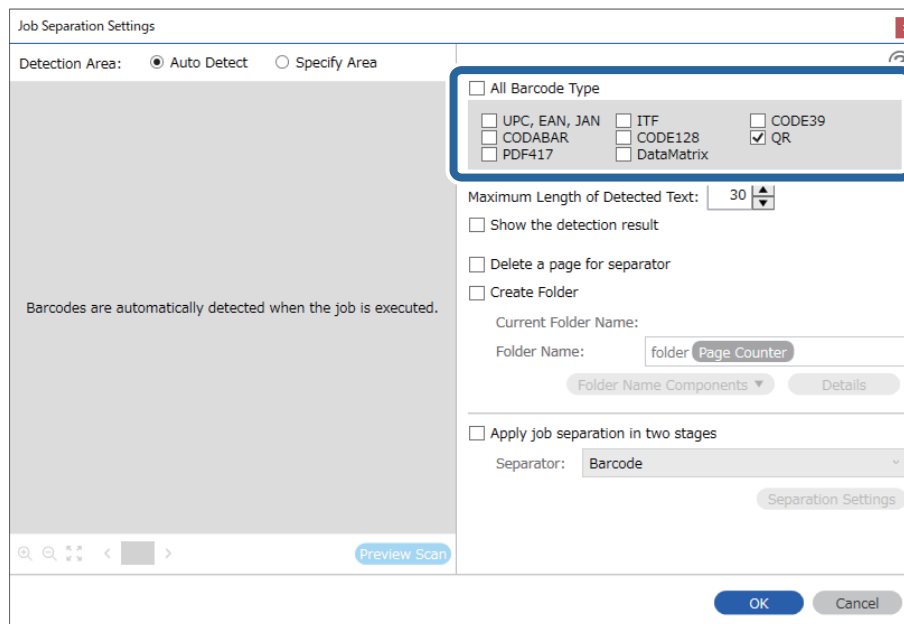 Job Separation Settings
Detection Area: Auto Detect Specify Area
All Barcode Type
UPC, EAN, JAN ITF CODE39
CODABAR CODE128 QR
PDF417 DataMatrix
Maximum Length of Detected Text: 30
Show the detection result
Delete a page for separator
Barcodes are automatically detected when the job is executed.
Create Folder
Current Folder Name:
Folder Name: folder Page Counter
Folder Name Components ▼ Details
Apply job separation in two stages
Separator: Barcode
Separation Settings
Preview Scan
OK Cancel